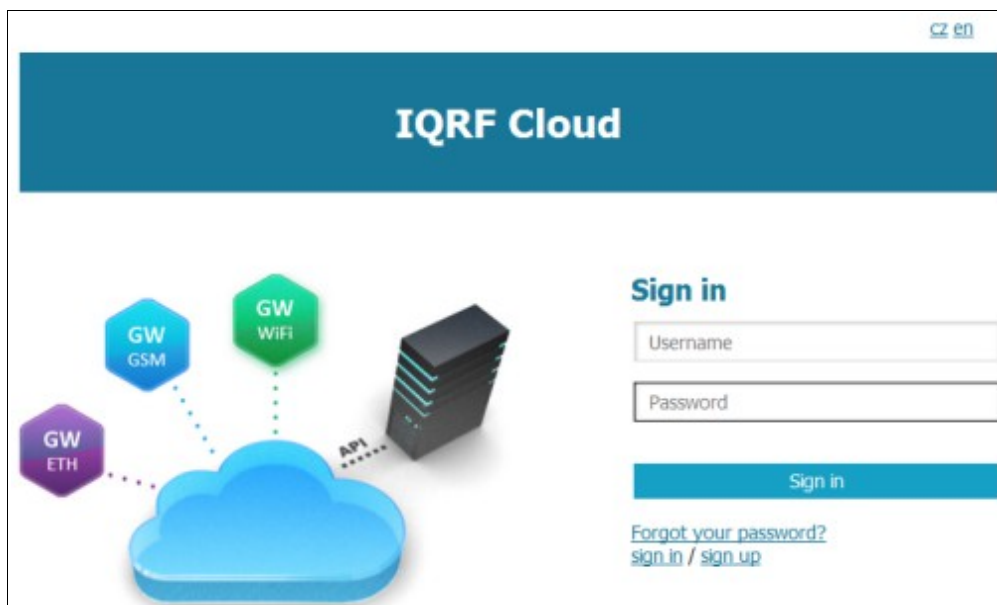 cz en
IQRF Cloud
GW
WiFi
GW
GSM
GW
ETH
API
Sign in
Username
Password
Sign in
Forgot your password?
sign in / sign up